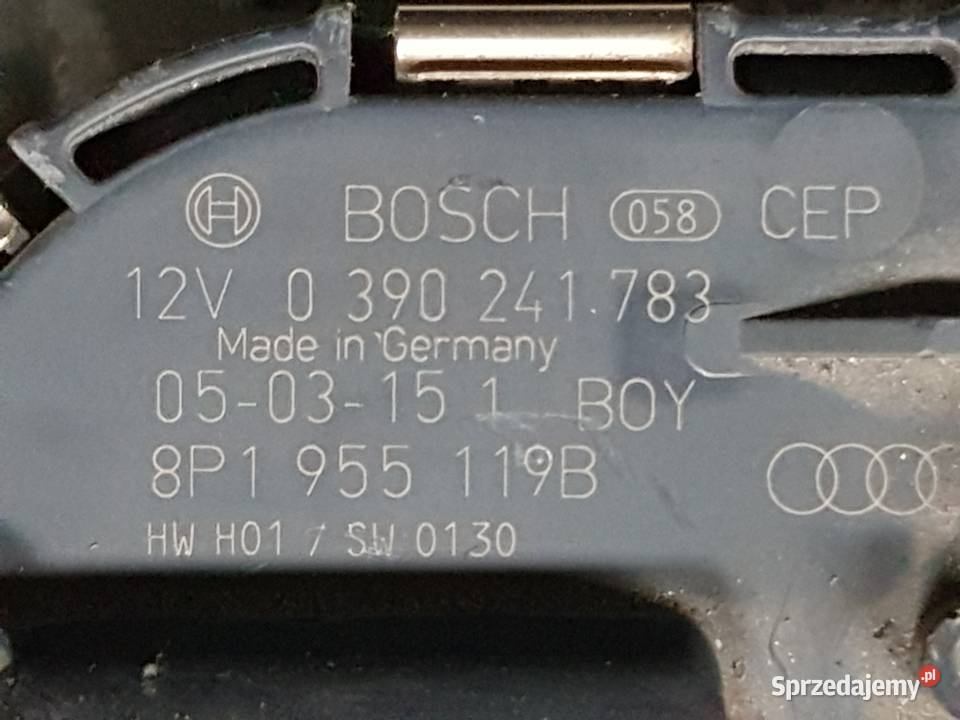 BOSCH 058 CEP
12V 0 390 241.783
Made in Germany
05-03-15 1 BOY
8P1 955 119B
HW H01 / SW 0130
Sprzedajemy.pl